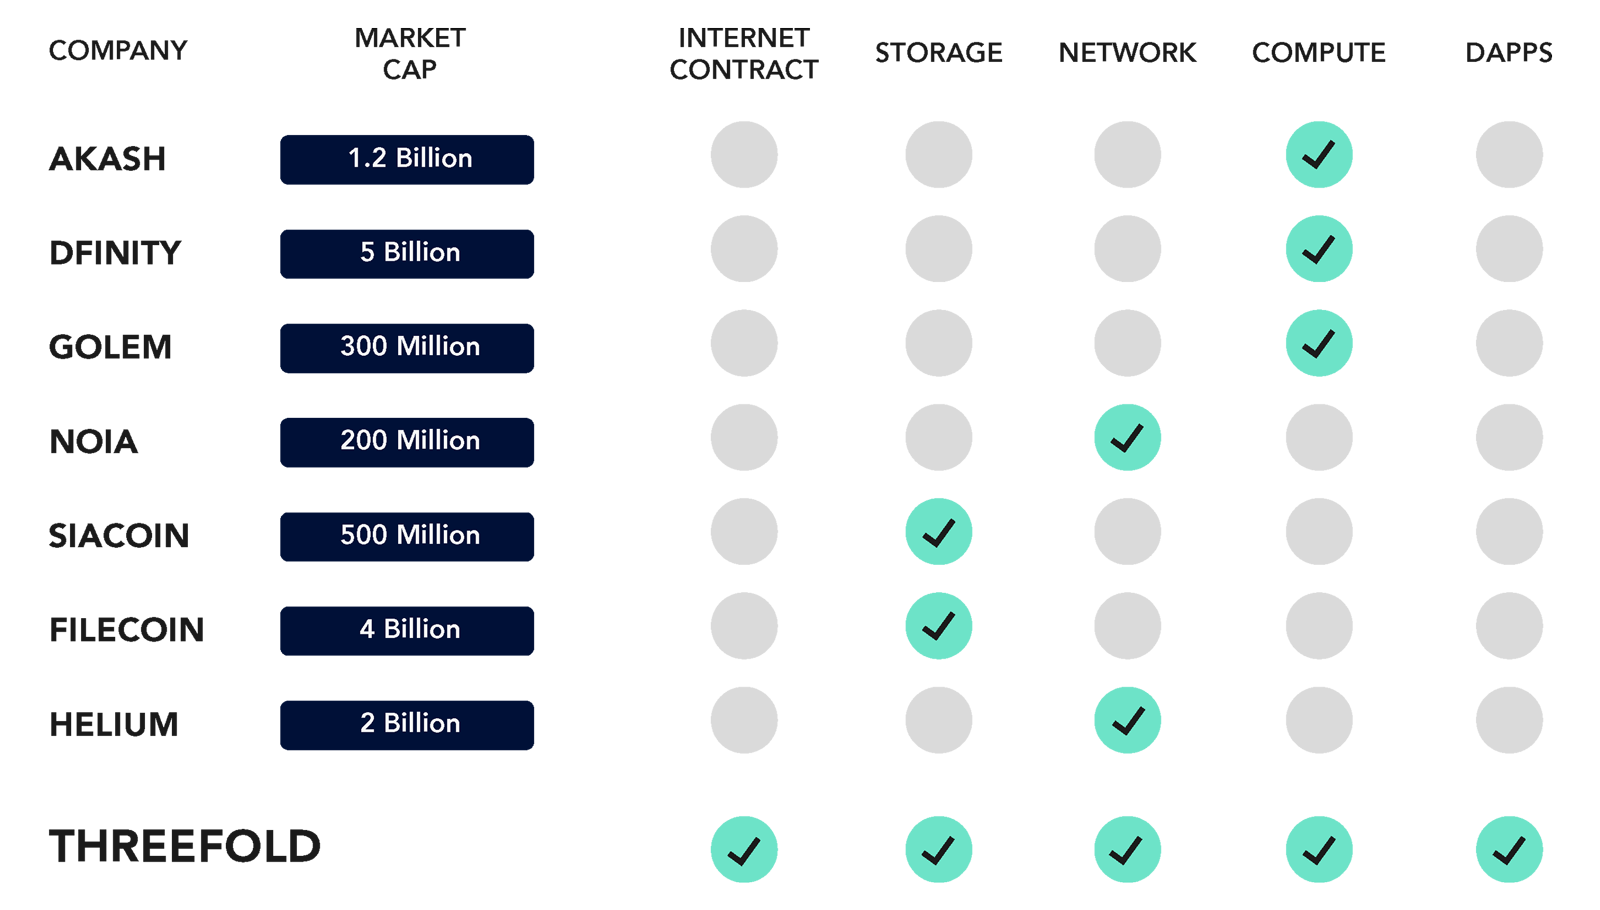 COMPANY
MARKET
CAP
INTERNET
CONTRACT
STORAGE
NETWORK
COMPUTE
DAPPS
AKASH
1.2 Billion
DFINITY
5 Billion
GOLEM
300 Million
NOIA
200 Million
SIACOIN
500 Million
FILECOIN
4 Billion
HELIUM
2 Billion
THREEFOLD